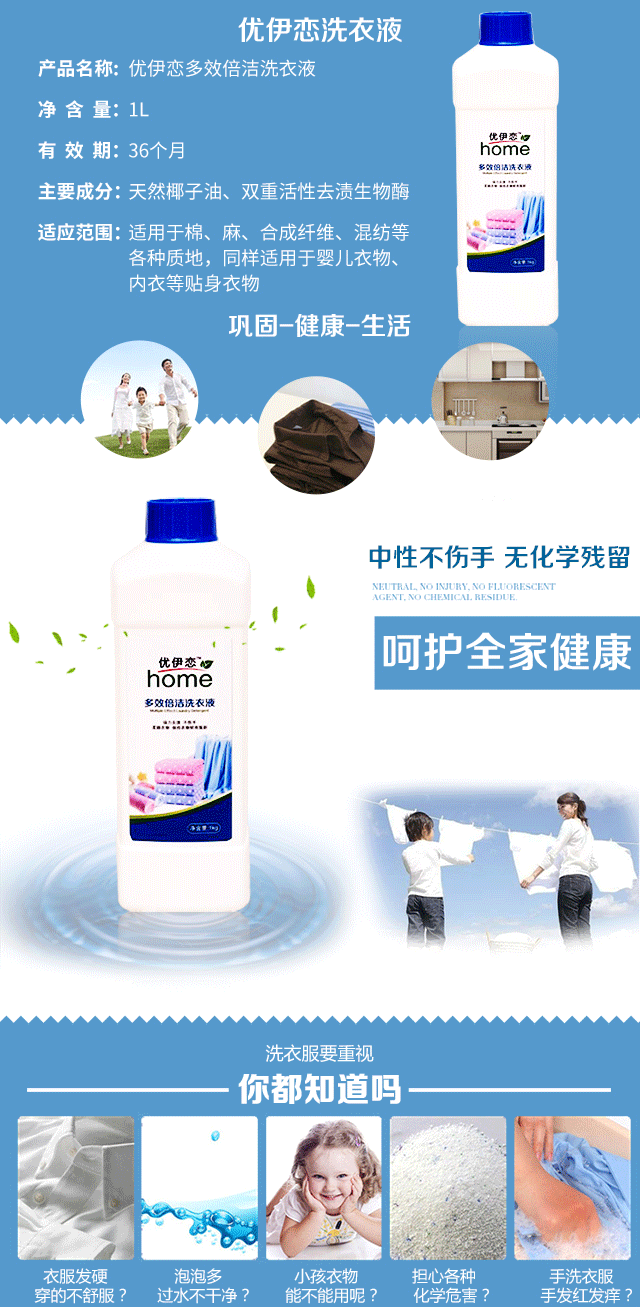 优伊恋洗衣液
产品名称: 优伊恋多效倍洁洗衣液
净 含 量: 1L
有 效 期: 36个月
主要成分: 天然椰子油、双重活性去渍生物酶
适应范围: 适用于棉、麻、合成纤维、混纺等
各种质地，同样适用于婴儿衣物、
内衣等贴身衣物
优伊恋
home
多效倍洁洗衣液
净含量:1kg
巩固-健康-生活
中性不伤手 无化学残留
NEUTRAL, NO INJURY, NO FLUORESCENT
AGENT, NO CHEMICAL RESIDUE.
呵护全家健康
优伊恋
home
多效倍洁洗衣液
净含量:1kg
洗衣服要重视
你都知道吗
衣服发硬
穿的不舒服？
泡泡多
过水不干净？
小孩衣物
能不能用呢？
担心各种
化学危害？
手洗衣服
手发红发痒？